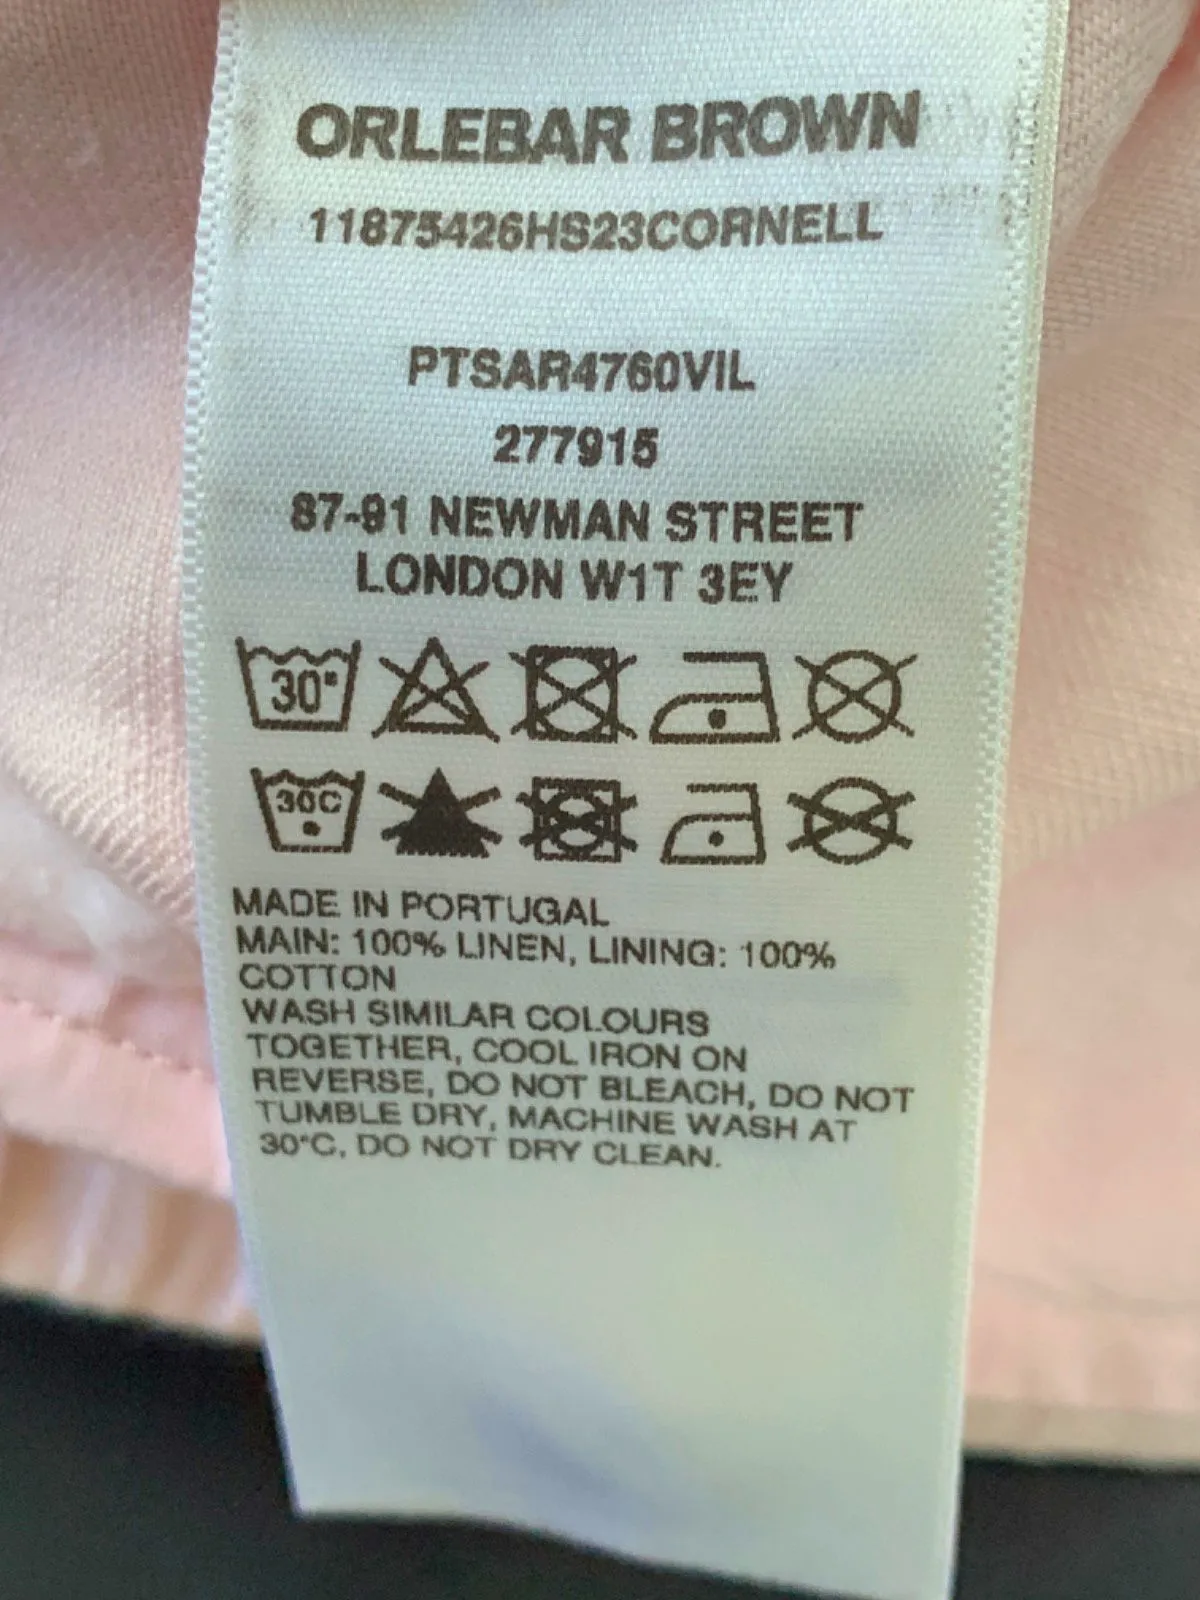 ORLEBAR BROWN
11875426HS23CORNELL
PTSAR4760VIL
277915
87-91 NEWMAN STREET
LONDON W1T 3EY
30°
30C
MADE IN PORTUGAL
MAIN: 100% LINEN, LINING: 100%
COTTON
WASH SIMILAR COLOURS
TOGETHER, COOL IRON ON
REVERSE, DO NOT BLEACH, DO NOT
TUMBLE DRY, MACHINE WASH AT
30°C, DO NOT DRY CLEAN.